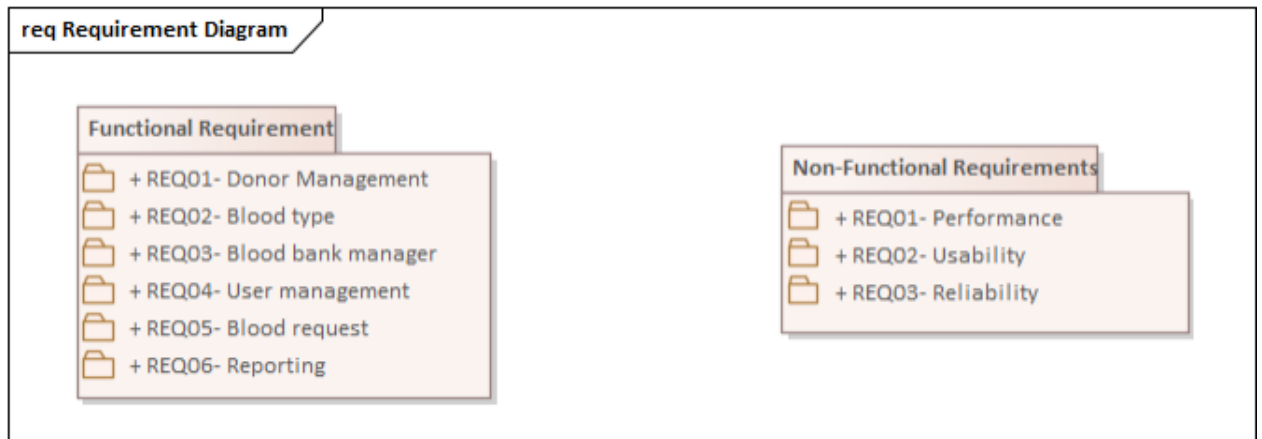 req Requirement Diagram
Functional Requirement
+ REQ01- Donor Management
+ REQ02- Blood type
+ REQ03- Blood bank manager
+ REQ04- User management
+ REQ05- Blood request
+ REQ06- Reporting
Non-Functional Requirements
+ REQ01- Performance
+ REQ02- Usability
+ REQ03- Reliability